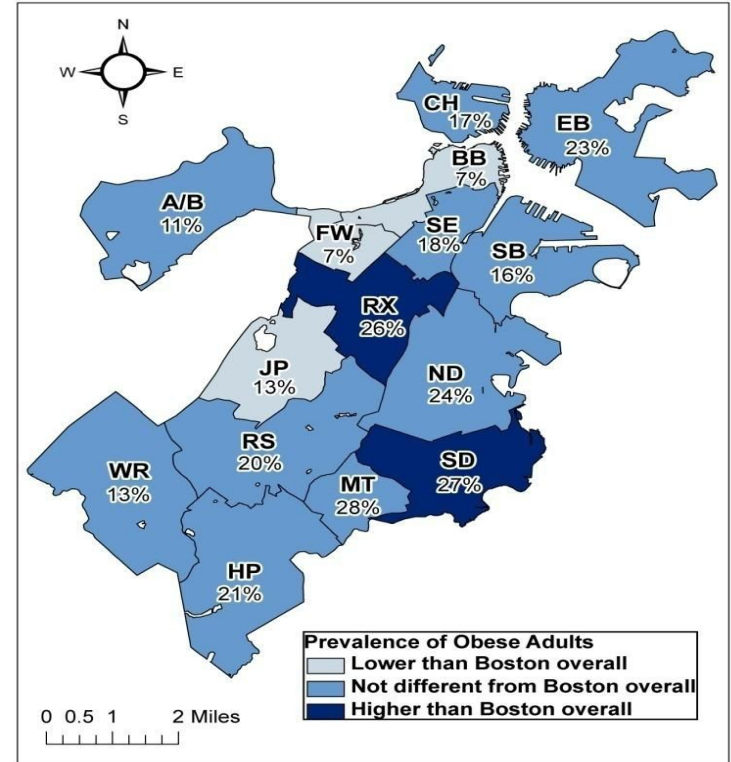 N
W E
S
CH
17%
EB
23%
BB
7%
A/B
11%
SE
18%
FW
7%
SB
16%
RX
26%
JP
13%
ND
24%
RS
20%
SD
27%
WR
13%
MT
28%
HP
21%
Prevalence of Obese Adults
Lower than Boston overall
Not different from Boston overall
Higher than Boston overall
0 0.5 1 2 Miles